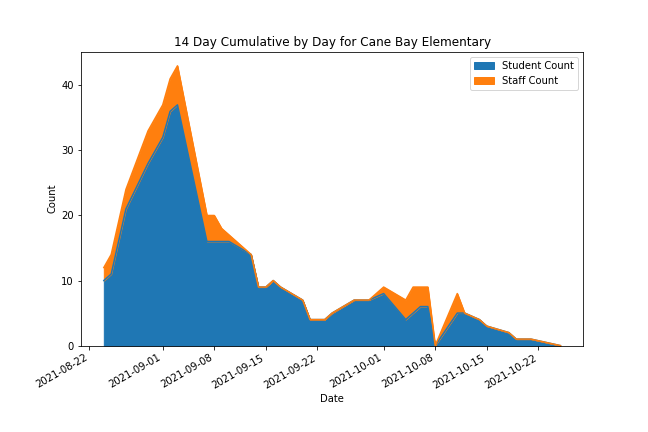 14 Day Cumulative by Day for Cane Bay Elementary
Student Count
Staff Count
Count
40
30
20
10
0
2021-08-22
2021-09-01
2021-09-08
2021-09-15
2021-09-22
2021-10-01
2021-10-08
2021-10-15
2021-10-22
Date